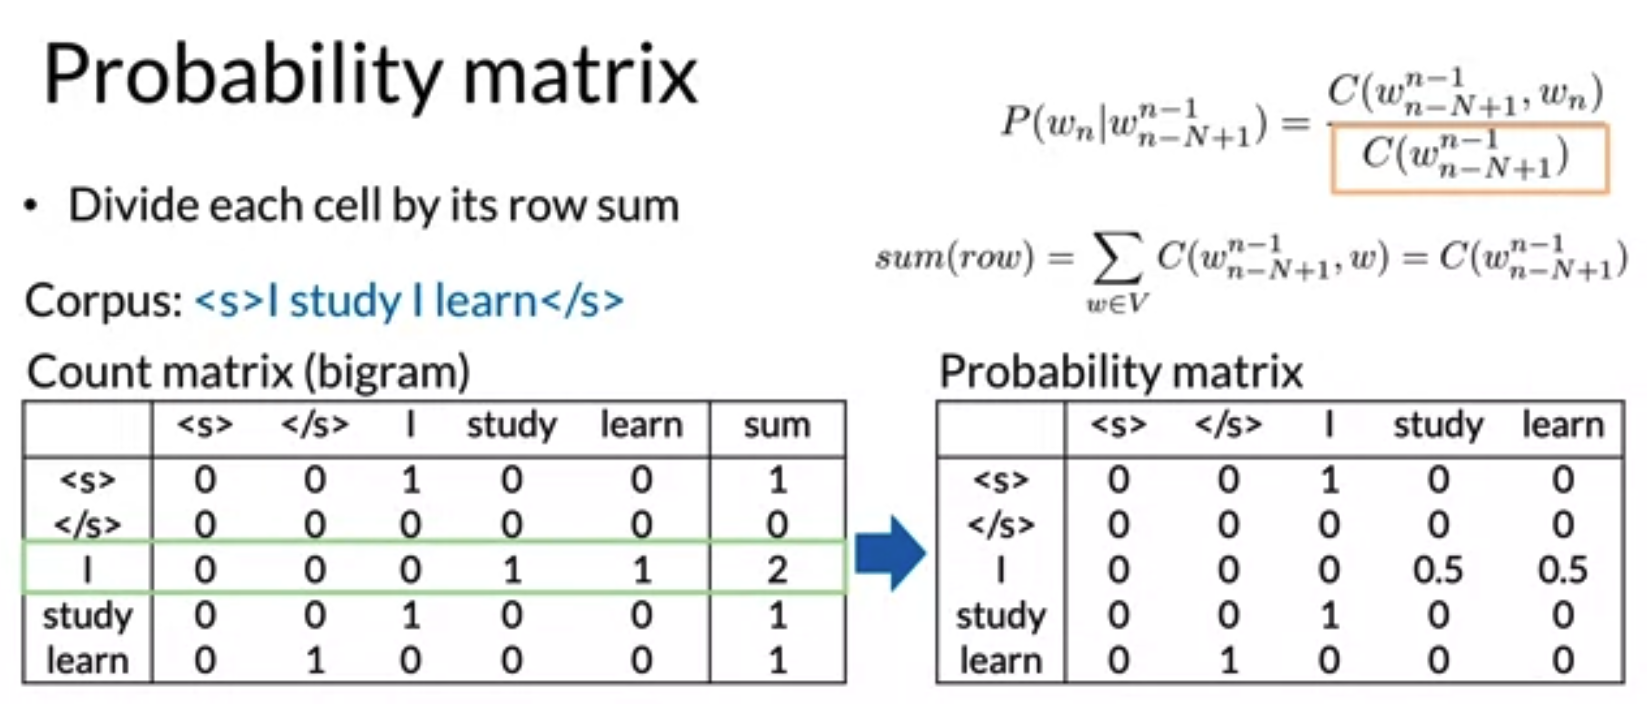 Probability matrix
P(w_n|w_{n-N+1}^{n-1}) = \frac{C(w_{n-N+1}^{n-1}, w_n)}{C(w_{n-N+1}^{n-1})}
• Divide each cell by its row sum
sum(row) = \sum_{w \in V} C(w_{n-N+1}^{n-1}, w) = C(w_{n-N+1}^{n-1})
Corpus: <s>I study I learn</s>
Count matrix (bigram)
<s> </s> I study learn sum
<s> 0 0 1 0 0 1
</s> 0 0 0 0 0 0
I 0 0 0 1 1 2
study 0 0 1 0 0 1
learn 0 1 0 0 0 1
Probability matrix
<s> </s> I study learn
<s> 0 0 1 0 0
</s> 0 0 0 0 0
I 0 0 0 0.5 0.5
study 0 0 1 0 0
learn 0 1 0 0 0